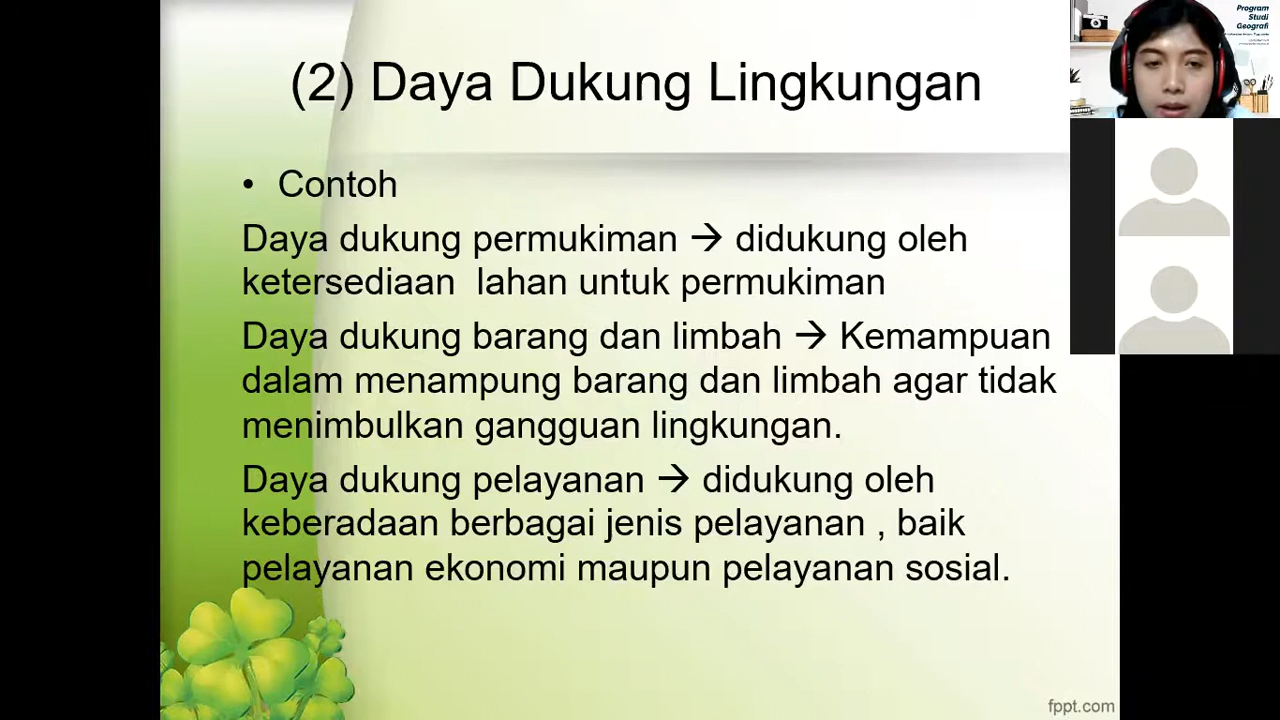 (2) Daya Dukung Lingkungan
• Contoh
Daya dukung permukiman → didukung oleh
ketersediaan lahan untuk permukiman
Daya dukung barang dan limbah → Kemampuan
dalam menampung barang dan limbah agar tidak
menimbulkan gangguan lingkungan.
Daya dukung pelayanan → didukung oleh
keberadaan berbagai jenis pelayanan , baik
pelayanan ekonomi maupun pelayanan sosial.
fppt.com
Program
Studi
Geografi